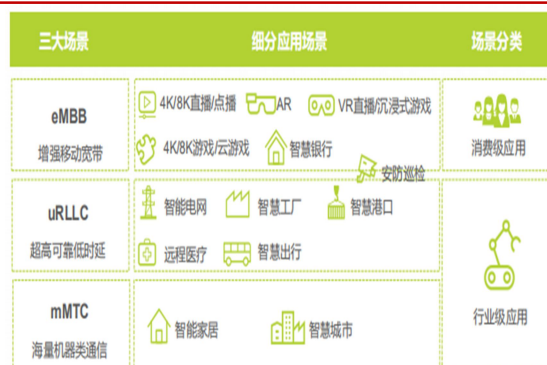 三大场景 细分应用场景 场景分类
eMBB
增强移动宽带
4K/8K直播/点播 AR VR直播/沉浸式游戏
4K/8K游戏/云游戏 智慧银行
安防巡检
消费级应用
uRLLC
超高可靠低时延
智能电网 智慧工厂 智慧港口
远程医疗 智慧出行
mMTC
海量机器类通信
智能家居 智慧城市
行业级应用